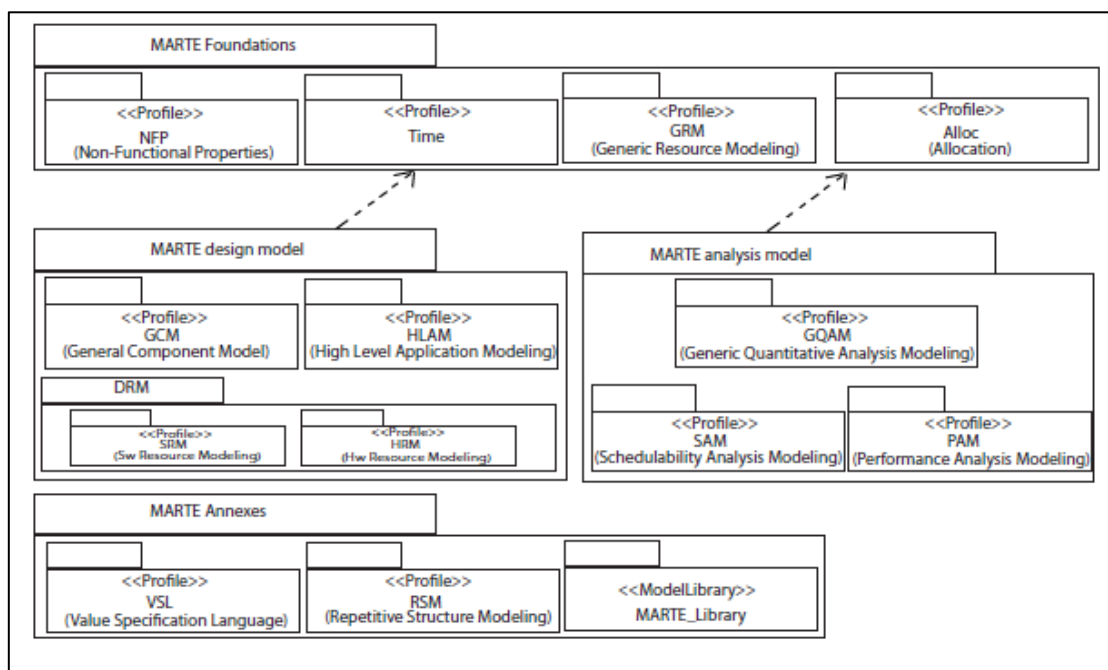 MARTE Foundations
<<Profile>>
NFP
(Non-Functional Properties)
<<Profile>>
Time
<<Profile>>
GRM
(Generic Resource Modeling)
<<Profile>>
Alloc
(Allocation)
MARTE design model
<<Profile>>
GCM
(General Component Model)
<<Profile>>
HLAM
(High Level Application Modeling)
DRM
<<Profile>>
SRM
(Sw Resource Modeling)
<<Profile>>
HRM
(Hw Resource Modeling)
MARTE analysis model
<<Profile>>
GQAM
(Generic Quantitative Analysis Modeling)
<<Profile>>
SAM
(Schedulability Analysis Modeling)
<<Profile>>
PAM
(Performance Analysis Modeling)
MARTE Annexes
<<Profile>>
VSL
(Value Specification Language)
<<Profile>>
RSM
(Repetitive Structure Modeling)
<<ModelLibrary>>
MARTE_Library